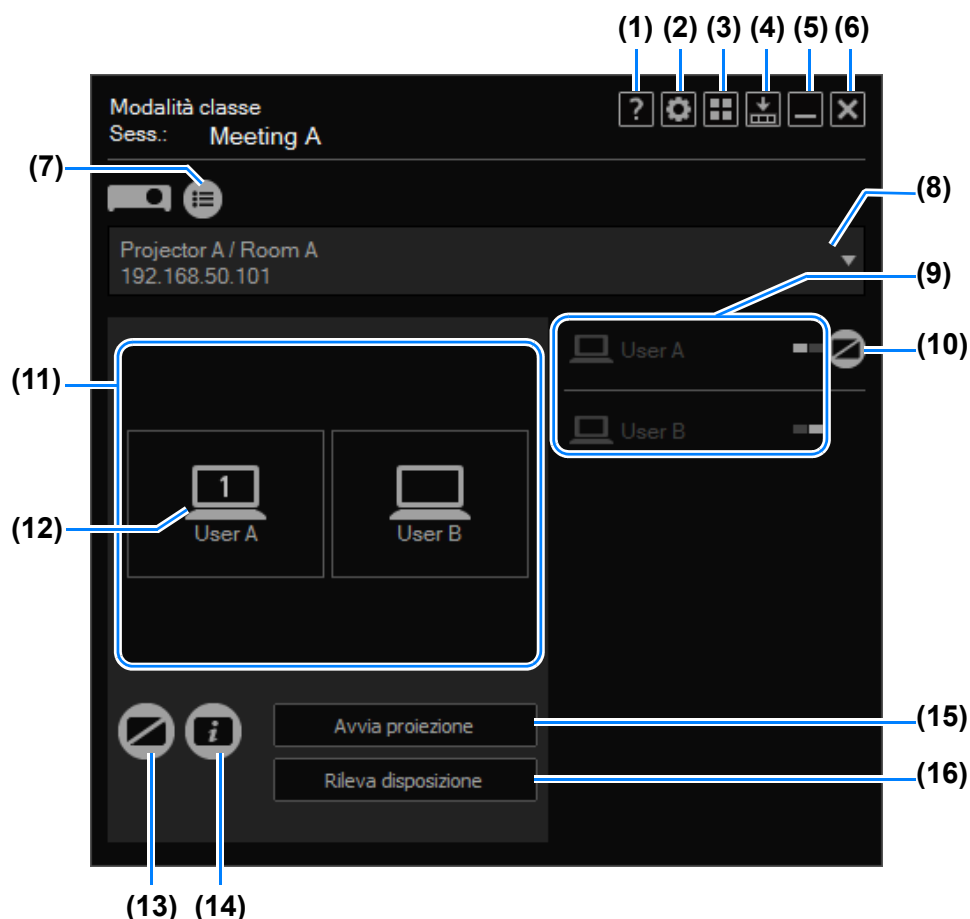 (1) (2) (3) (4) (5) (6)
Modalità classe
Sess.: Meeting A
?
(7)
(8)
Projector A / Room A
192.168.50.101
(9)
User A
(10)
(11)
User B
1
User A
User B
(12)
i
Avvia proiezione
(15)
Rileva disposizione
(16)
(13) (14)